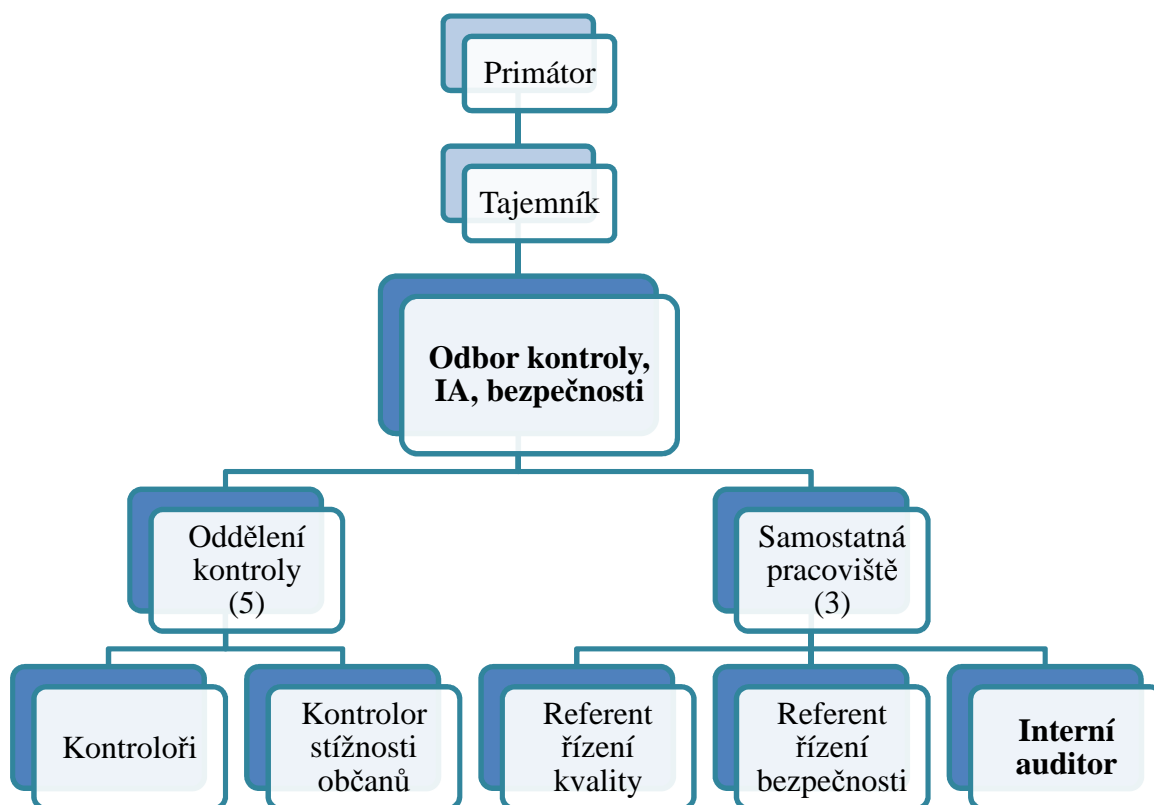 Primátor
Tajemník
Odbor kontroly,
IA, bezpečnosti
Oddělení
kontroly
(5)
Samostatná
pracoviště
(3)
Kontroloři
Kontrolor
stížnosti
občanů
Referent
řízení
kvality
Referent
řízení
bezpečnosti
Interní
auditor